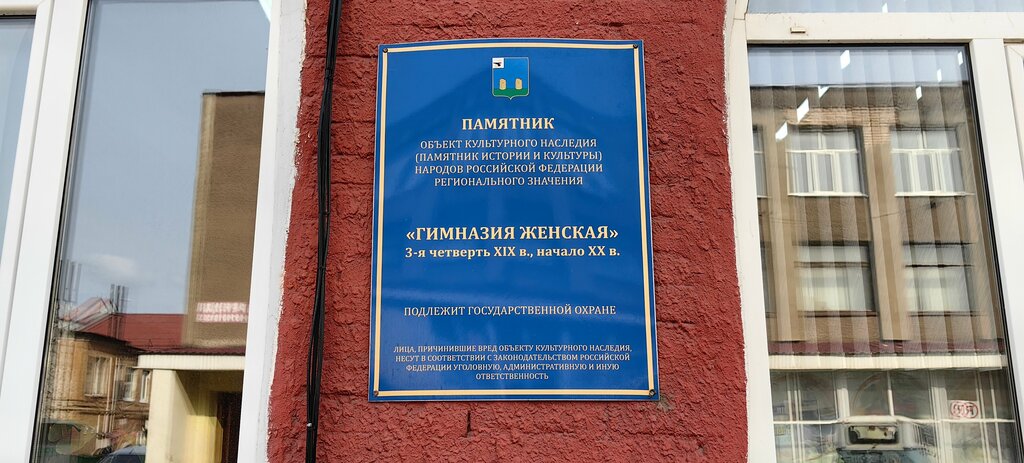 ПАМЯТНИК
ОБЪЕКТ КУЛЬТУРНОГО НАСЛЕДИЯ
(ПАМЯТНИК ИСТОРИИ И КУЛЬТУРЫ)
НАРОДОВ РОССИЙСКОЙ ФЕДЕРАЦИИ
РЕГИОНАЛЬНОГО ЗНАЧЕНИЯ
«ГИМНАЗИЯ ЖЕНСКАЯ»
3-я четверть XIX в., начало XX в.
ПОДЛЕЖИТ ГОСУДАРСТВЕННОЙ ОХРАНЕ
ЛИЦА, ПРИЧИНИВШИЕ ВРЕД ОБЪЕКТУ КУЛЬТУРНОГО НАСЛЕДИЯ,
НЕСУТ В СООТВЕТСТВИИ С ЗАКОНОДАТЕЛЬСТВОМ РОССИЙСКОЙ
ФЕДЕРАЦИИ УГОЛОВНУЮ, АДМИНИСТРАТИВНУЮ И ИНУЮ
ОТВЕТСТВЕННОСТЬ